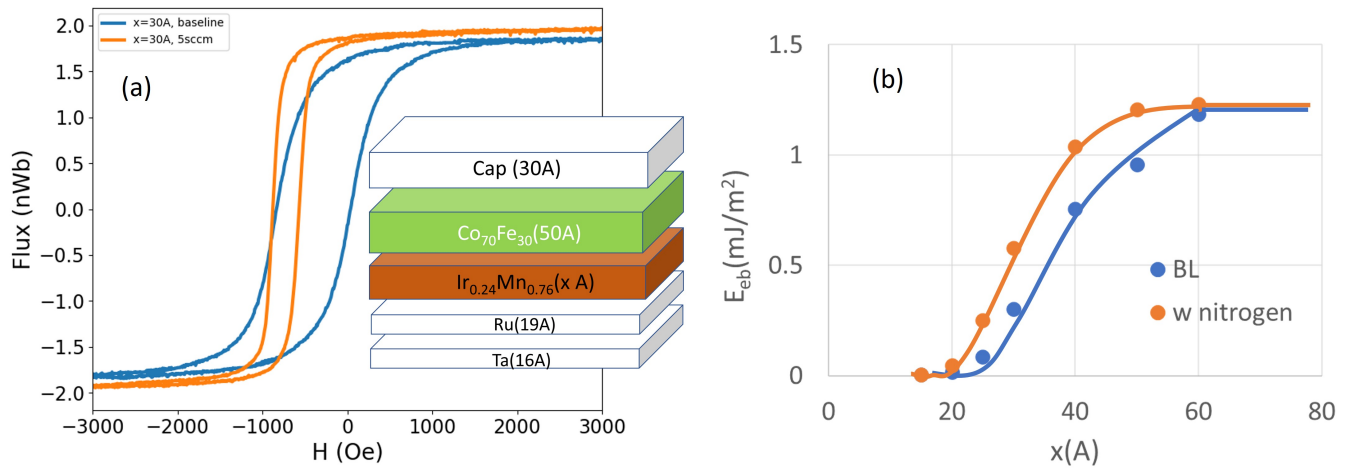 x=30A, baseline
x=30A, 5sccm
(a)
2.0
1.5
1.0
0.5
0.0
−0.5
−1.0
−1.5
−2.0
Flux (nWb)
−3000 −2000 −1000 0 1000 2000 3000
H (Oe)
Cap (30A)
Co₇₀Fe₃₀(50A)
Ir₀.₂₄Mn₀.₇₆(x A)
Ru(19A)
Ta(16A)
(b)
1.5
1
0.5
0
E_eb(mJ/m²)
BL
w nitrogen
0 20 40 60 80
x(A)